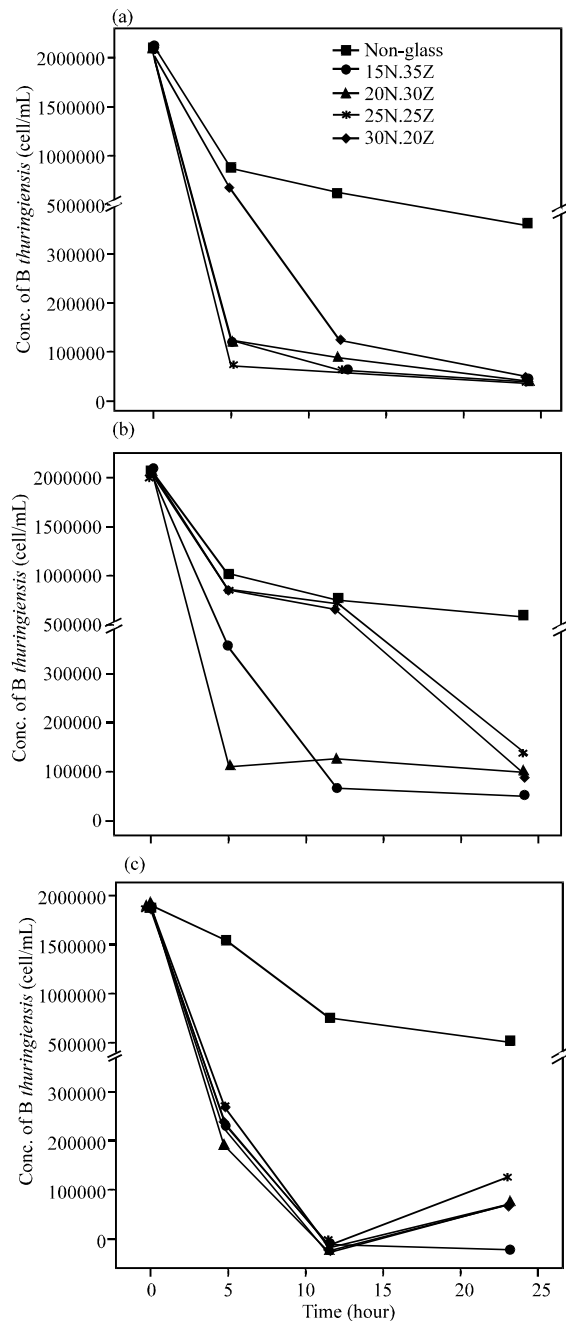 (a)
Non-glass
15N.35Z
20N.30Z
25N.25Z
30N.20Z
2000000
1000000
500000
300000
200000
100000
0
Conc. of B thuringiensis (cell/mL)
(b)
2000000
1500000
1000000
500000
300000
200000
100000
0
Conc. of B thuringiensis (cell/mL)
(c)
2000000
1500000
1000000
500000
300000
200000
100000
0
Conc. of B thuringiensis (cell/mL)
0 5 10 15 20 25
Time (hour)